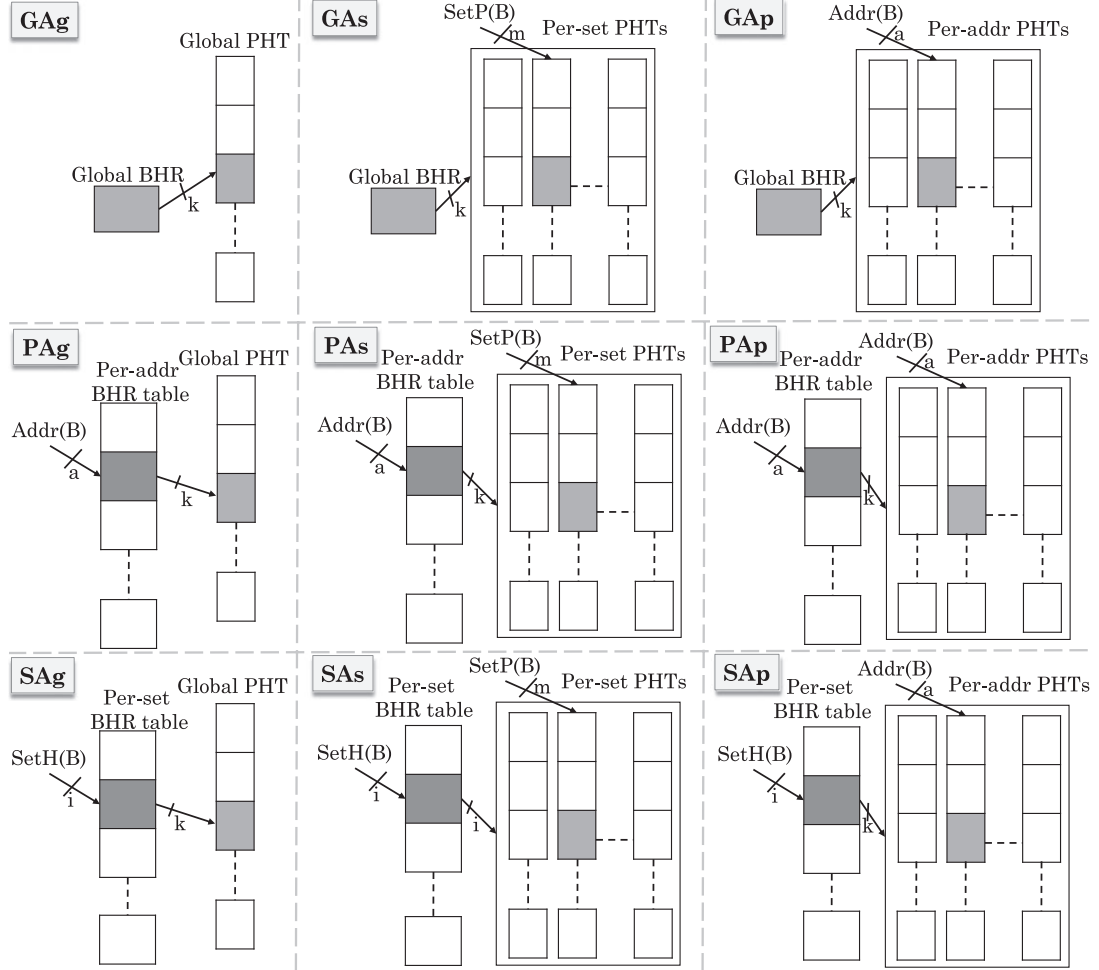 GAg
Global PHT
Global BHR
k
GAs
SetP(B)
m
Per-set PHTs
Global BHR
k
GAp
Addr(B)
a
Per-addr PHTs
Global BHR
k
PAg
Global PHT
Per-addr
BHR table
Addr(B)
a
k
PAs
SetP(B)
m
Per-set PHTs
Per-addr
BHR table
Addr(B)
a
k
PAp
Addr(B)
a
Per-addr PHTs
Per-addr
BHR table
Addr(B)
a
k
SAg
Global PHT
Per-set
BHR table
SetH(B)
i
k
SAs
SetP(B)
m
Per-set PHTs
Per-set
BHR table
SetH(B)
i
i
SAp
Addr(B)
a
Per-addr PHTs
Per-set
BHR table
SetH(B)
i
k